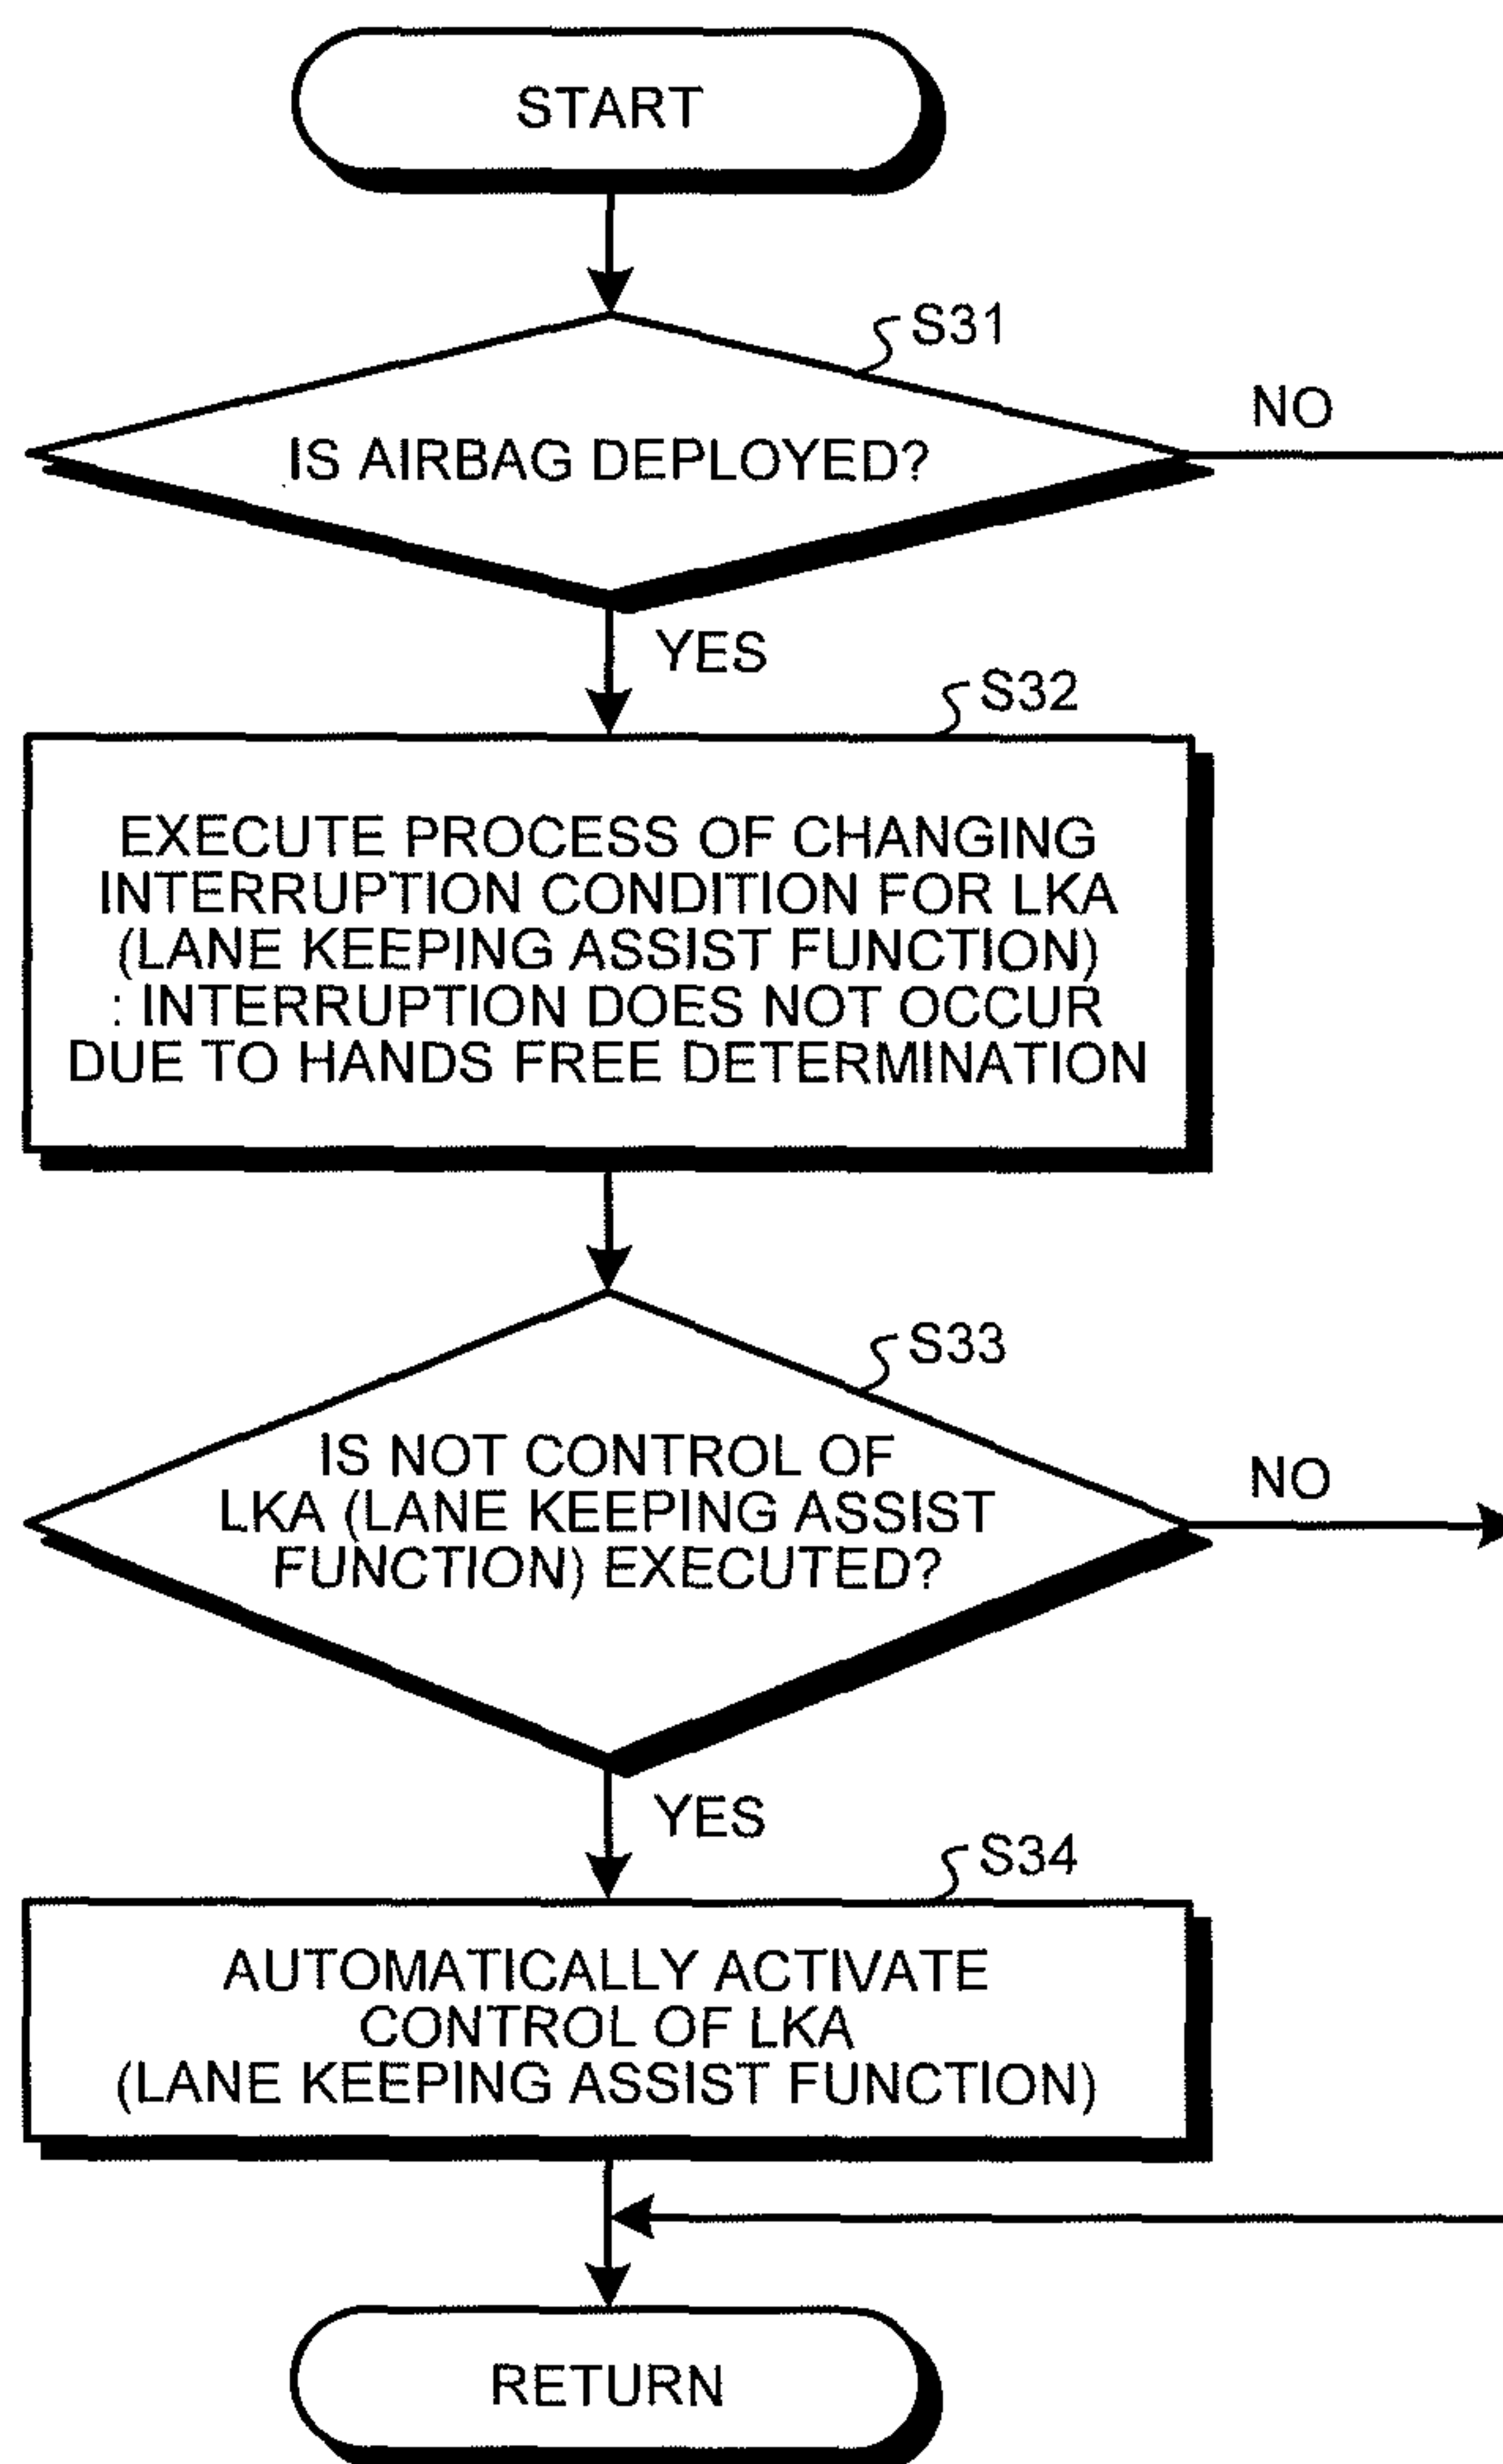 START
S31
IS AIRBAG DEPLOYED?
NO
YES
S32
EXECUTE PROCESS OF CHANGING
INTERRUPTION CONDITION FOR LKA
(LANE KEEPING ASSIST FUNCTION)
: INTERRUPTION DOES NOT OCCUR
DUE TO HANDS FREE DETERMINATION
S33
IS NOT CONTROL OF
LKA (LANE KEEPING ASSIST
FUNCTION) EXECUTED?
NO
YES
S34
AUTOMATICALLY ACTIVATE
CONTROL OF LKA
(LANE KEEPING ASSIST FUNCTION)
RETURN